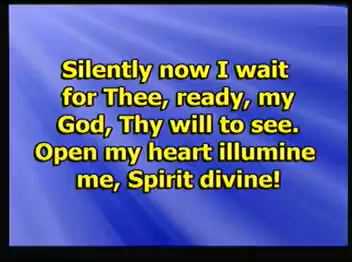 Silently now I wait
for Thee, ready, my
God, Thy will to see.
Open my heart illumine
me, Spirit divine!